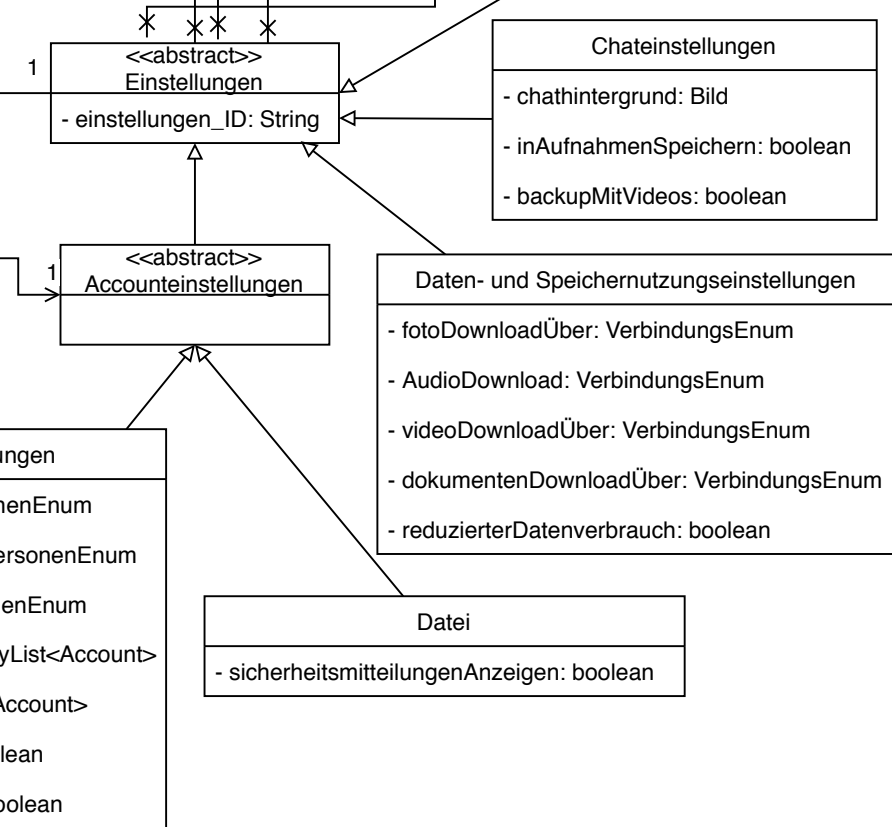 1
<<abstract>>
Einstellungen
- einstellungen_ID: String
Chateinstellungen
- chathintergrund: Bild
- inAufnahmenSpeichern: boolean
- backupMitVideos: boolean
1
<<abstract>>
Accounteinstellungen
Daten- und Speichernutzungseinstellungen
- fotoDownloadÜber: VerbindungsEnum
- AudioDownload: VerbindungsEnum
- videoDownloadÜber: VerbindungsEnum
- dokumentenDownloadÜber: VerbindungsEnum
- reduzierterDatenverbrauch: boolean
ungen
nenEnum
ersonenEnum
enEnum
yList<Account>
Account>
lean
oolean
Datei
- sicherheitsmitteilungenAnzeigen: boolean